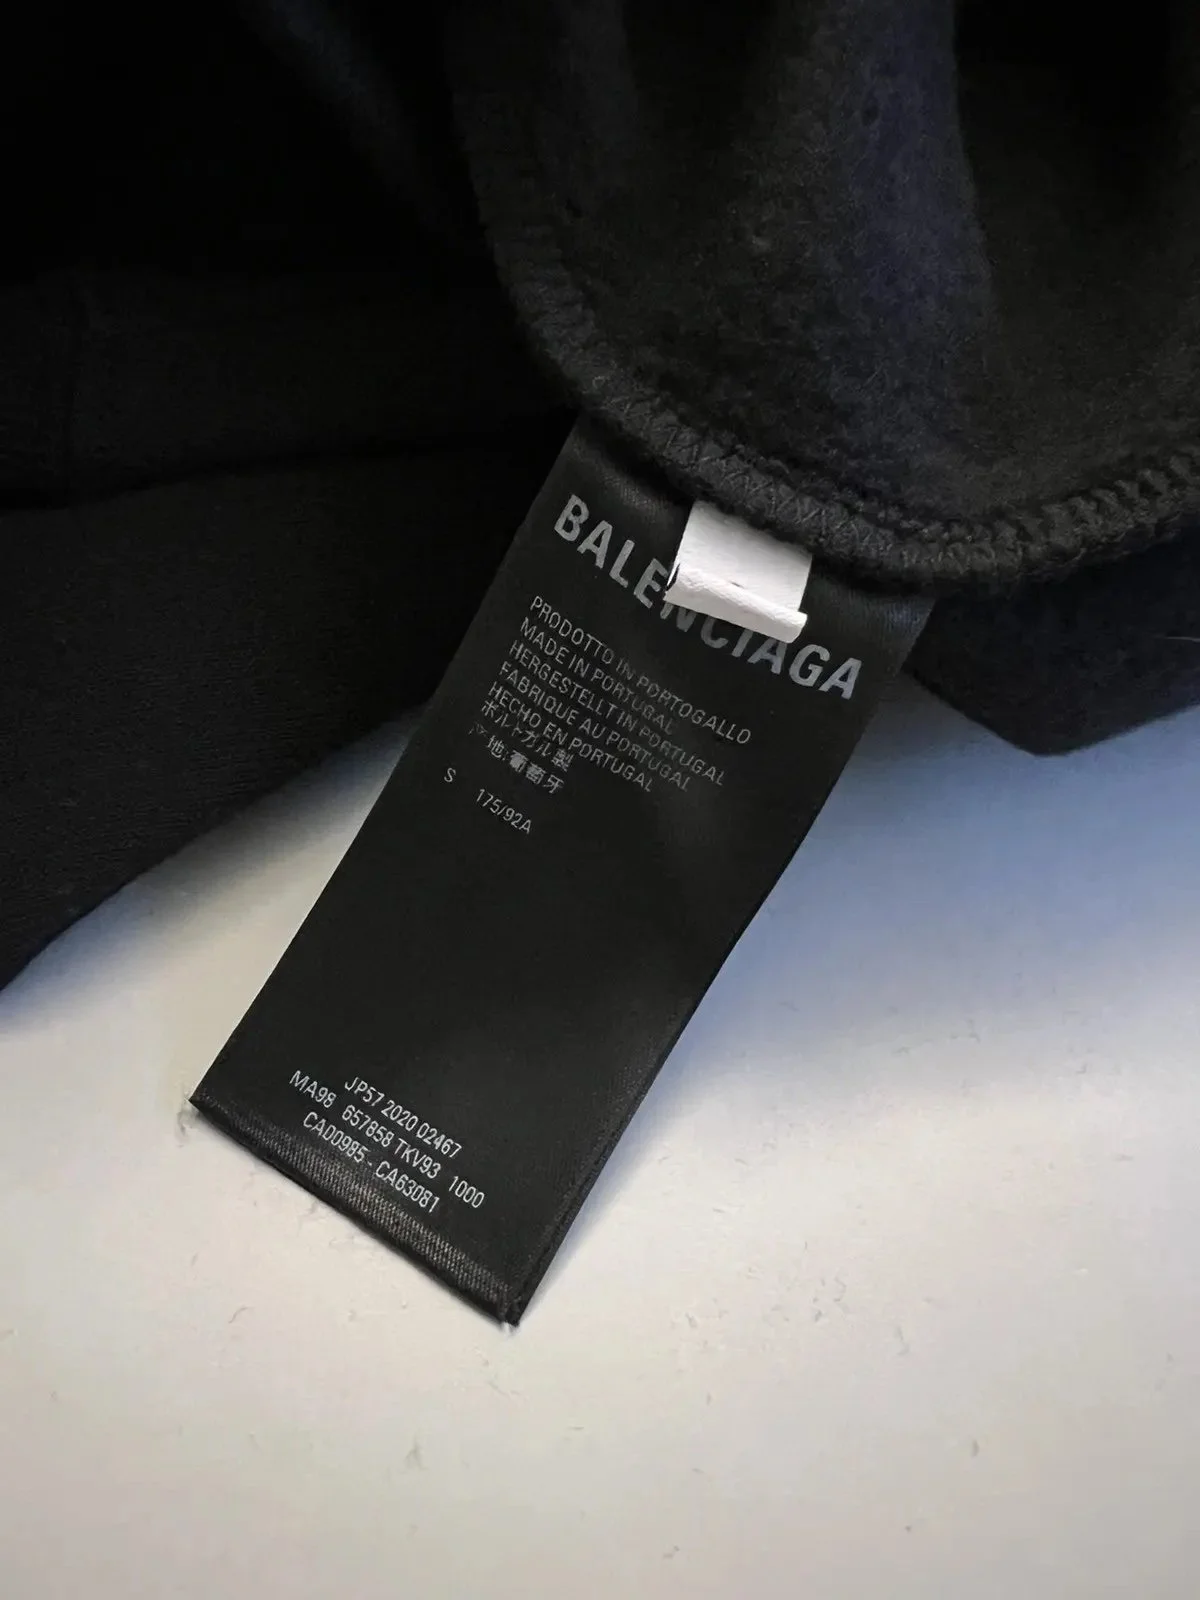 BALENCIAGA
PRODOTTO IN PORTOGALLO
MADE IN PORTUGAL
HERGESTELLT IN PORTUGAL
FABRIQUE AU PORTUGAL
HECHO EN PORTUGAL
ポルトガル製
产地:葡萄牙
S 175/92A
JP57 2020 02467
MA98 657858 TKV93 1000
CA00985 - CA63081